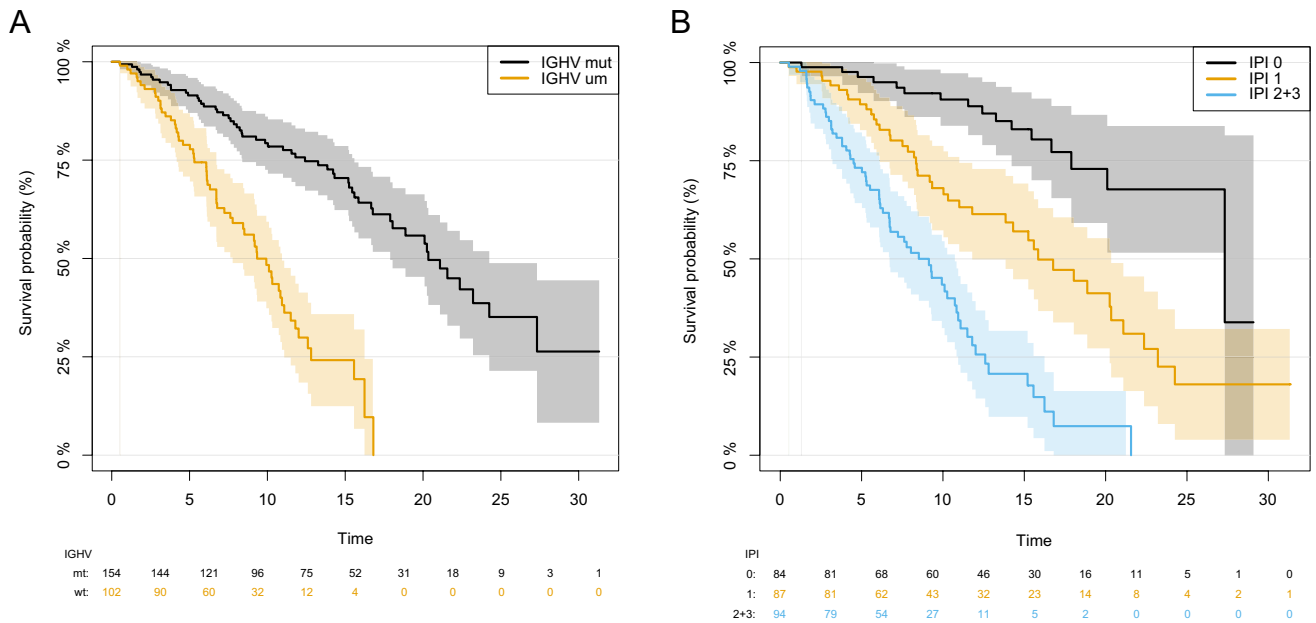 A
IGHV mut
IGHV um
Survival probability (%)
100 %
75 %
50 %
25 %
0 %
0 5 10 15 20 25 30
Time
IGHV
mt: 154 144 121 96 75 52 31 18 9 3 1
wt: 102 90 60 32 12 4 0 0 0 0 0
B
IPI 0
IPI 1
IPI 2+3
Survival probability (%)
100 %
75 %
50 %
25 %
0 %
0 5 10 15 20 25 30
Time
IPI
0: 84 81 68 60 46 30 16 11 5 1 0
1: 87 81 62 43 32 23 14 8 4 2 1
2+3: 94 79 54 27 11 5 2 0 0 0 0